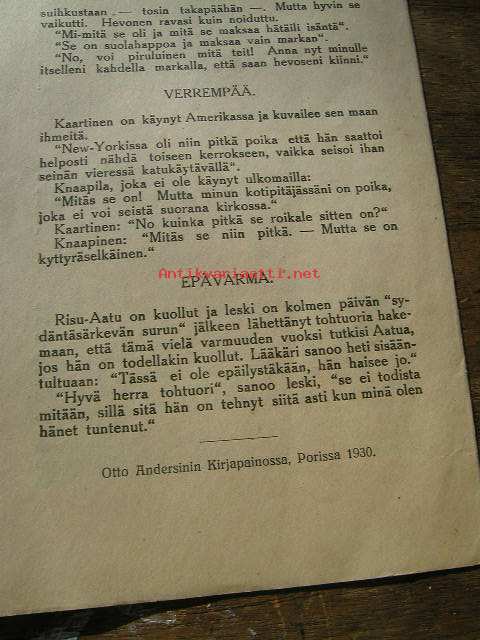 suihkustaan — tosin takapäähän —. Mutta hyvin se
vaikutti. Hevonen ravasi kuin noiduttu.
“Mi-mitä se oli ja mitä se maksaa hätäili isäntä“.
“Se on suolahappoa ja maksaa vain markan“.
“No, voi piruluinen mitä teit! Anna nyt minulle
itselleni kahdella markalla, että saan hevoseni kiinni.“
VERREMPÄÄ.
Kaartinen on käynyt Amerikassa ja kuvailee sen maan
ihmeitä.
“New-Yorkissa oli niin pitkä poika että hän saattoi
helposti nähdä toiseen kerrokseen, vaikka seisoi ihan
seinän vieressä katukäytävällä“.
Knaapila, joka ei ole käynyt ulkomailla:
“Mitäs se on! Mutta minun kotipitäjässäni on poika,
joka ei voi seistä suorana kirkossa.“
Kaartinen: “No kuinka pitkä se roikale sitten on?“
Knaapinen: “Mitäs se niin pitkä. — Mutta se on
kyttyräselkäinen.“
Antikvariaatti.net
EPÄVARMA.
Risu-Aatu on kuollut ja leski on kolmen päivän “sy-
däntäsärkevän surun“ jälkeen lähettänyt tohtuoria hake-
maan, että tämä vielä varmuuden vuoksi tutkisi Aatua,
jos hän on todellakin kuollut. Lääkäri sanoo heti sisään-
tultuaan: “Tässä ei ole epäilystäkään, hän haisee jo.“
“Hyvä herra tohtuori“, sanoo leski, “se ei todista
mitään, sillä sitä hän on tehnyt siitä asti kun minä olen
hänet tuntenut.“
Otto Andersinin Kirjapainossa, Porissa 1930.